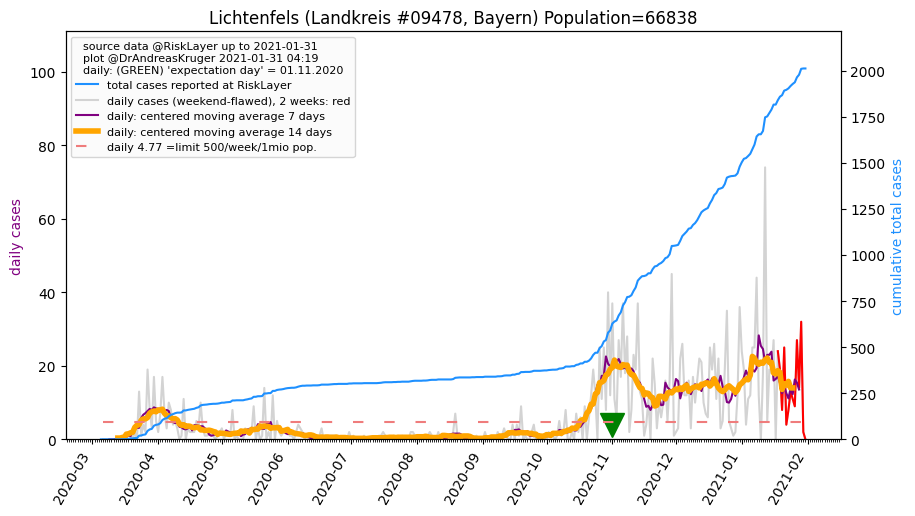 Lichtenfels (Landkreis #09478, Bayern) Population=66838
source data @RiskLayer up to 2021-01-31
plot @DrAndreasKruger 2021-01-31 04:19
daily: (GREEN) 'expectation day' = 01.11.2020
total cases reported at RiskLayer
daily cases (weekend-flawed), 2 weeks: red
daily: centered moving average 7 days
daily: centered moving average 14 days
daily 4.77 =limit 500/week/1mio pop.
daily cases
100
80
60
40
20
0
cumulative total cases
2000
1750
1500
1250
1000
750
500
250
0
2020-03
2020-04
2020-05
2020-06
2020-07
2020-08
2020-09
2020-10
2020-11
2020-12
2021-01
2021-02